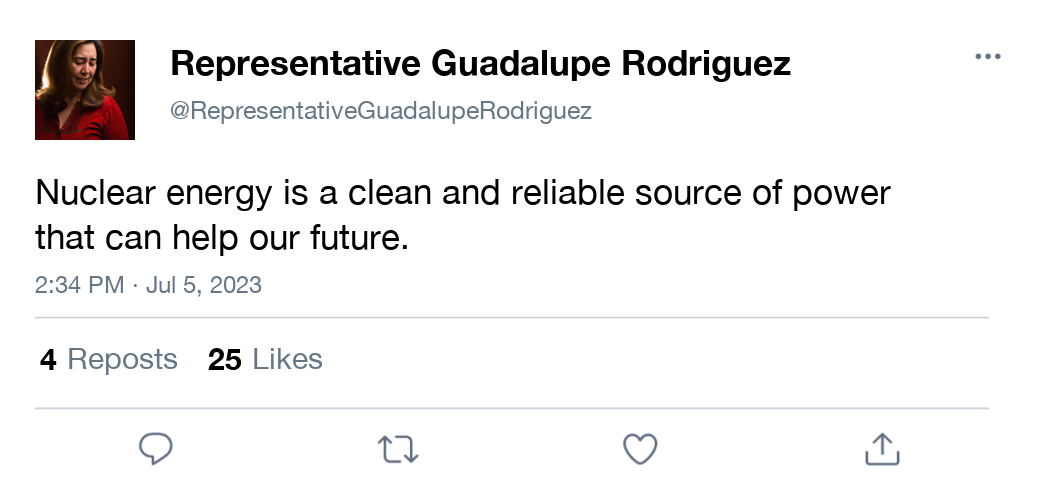 Representative Guadalupe Rodriguez
@RepresentativeGuadalupeRodriguez
Nuclear energy is a clean and reliable source of power
that can help our future.
2:34 PM · Jul 5, 2023
4 Reposts 25 Likes